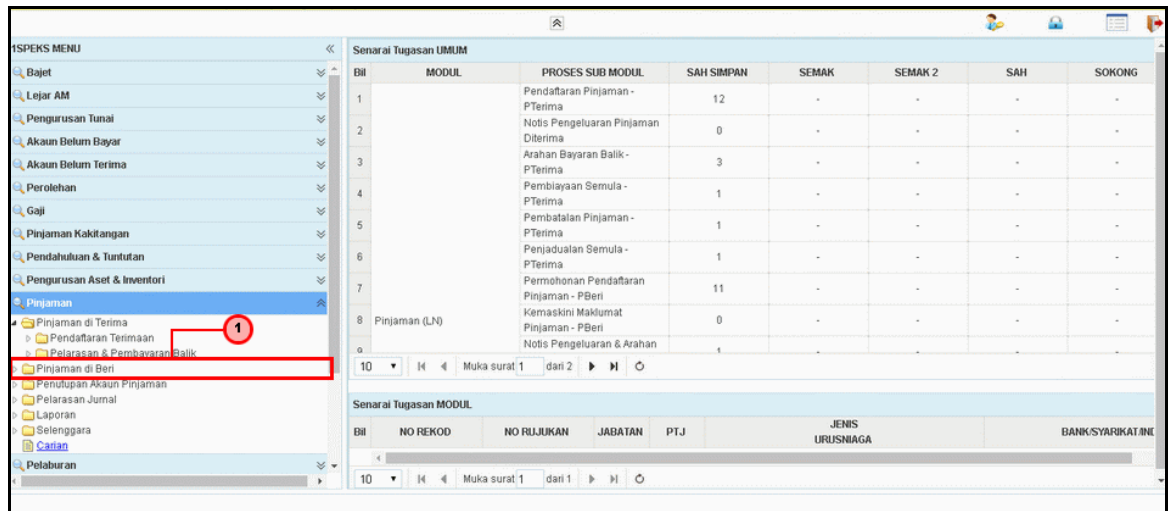 1SPEKS MENU
Bajet
Lejar AM
Pengurusan Tunai
Akaun Belum Bayar
Akaun Belum Terima
Perolehan
Gaji
Pinjaman Kakitangan
Pendahuluan & Tuntutan
Pengurusan Aset & Inventori
Pinjaman
Pinjaman di Terima
Pendaftaran Terimaan
Pelarasan & Pembayaran Balik
Pinjaman di Beri
Penutupan Akaun Pinjaman
Pelarasan Jurnal
Laporan
Selenggara
Carian
Pelaburan
1
Senarai Tugasan UMUM
Bil MODUL PROSES SUB MODUL SAH SIMPAN SEMAK SEMAK 2 SAH SOKONG
1 Pendaftaran Pinjaman - 12 - - - -
PTerima
2 Notis Pengeluaran Pinjaman 0 - - - -
Diterima
3 Arahan Bayaran Balik - 3 - - - -
PTerima
4 Pembiayaan Semula - 1 - - - -
PTerima
5 Pembatalan Pinjaman - 1 - - - -
PTerima
6 Penjadualan Semula - 1 - - - -
PTerima
7 Permohonan Pendaftaran 11 - - - -
Pinjaman - PBeri
8 Pinjaman (LN) Kemaskini Maklumat 0 - - - -
Pinjaman - PBeri
9 Notis Pengeluaran & Arahan 1 - - - -
10 Muka surat 1 dari 2
Senarai Tugasan MODUL
Bil NO REKOD NO RUJUKAN JABATAN PTJ JENIS BANK/SYARIKAT/IND
URUSNIAGA
10 Muka surat 1 dari 1